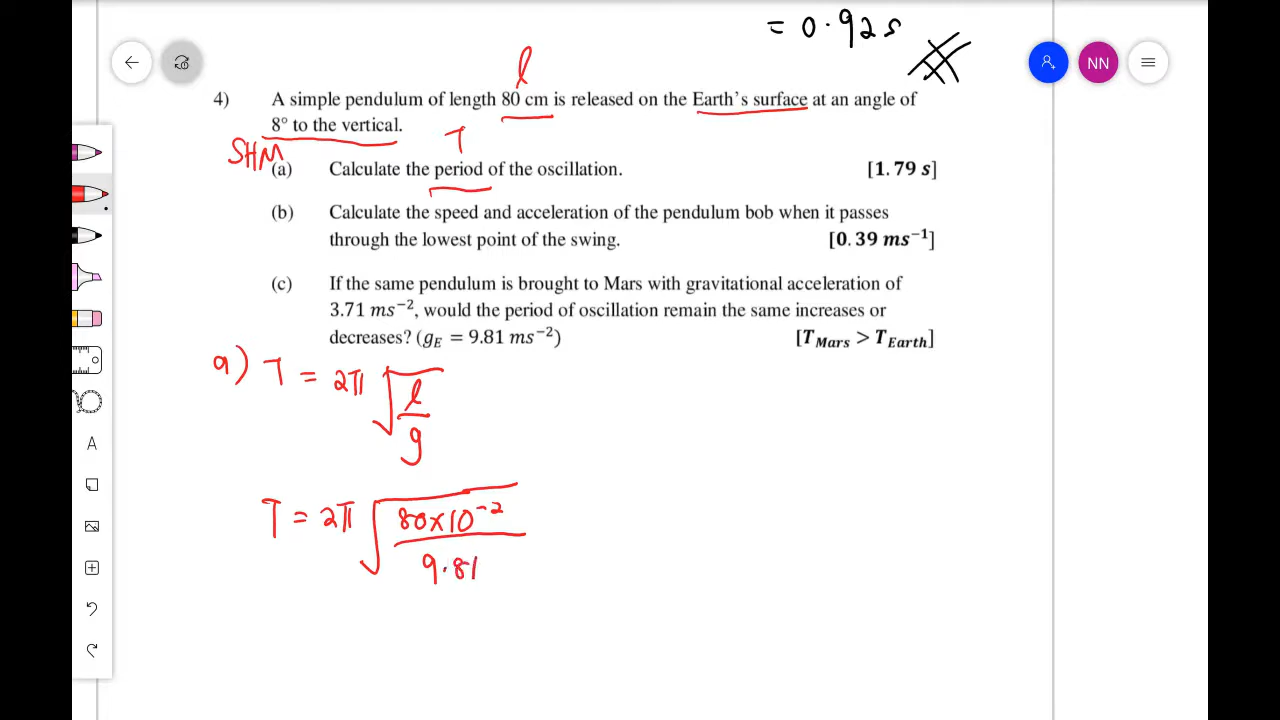 = 0.92 s
NN
l
4) A simple pendulum of length 80 cm is released on the Earth's surface at an angle of
8° to the vertical.
SHM
T
(a) Calculate the period of the oscillation. [1.79 s]
(b) Calculate the speed and acceleration of the pendulum bob when it passes
through the lowest point of the swing. [0.39 ms⁻¹]
(c) If the same pendulum is brought to Mars with gravitational acceleration of
3.71 ms⁻², would the period of oscillation remain the same increases or
decreases? (g_E = 9.81 ms⁻²) [T_Mars > T_Earth]
a) T = 2π √(l/g)
T = 2π √(80×10⁻²/9.81)
A